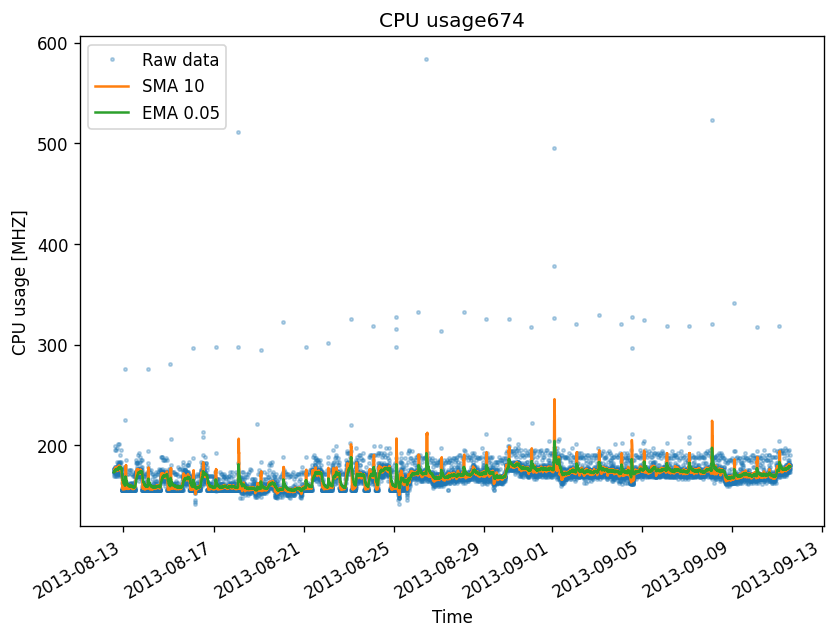 CPU usage674
Raw data
SMA 10
EMA 0.05
600
500
400
300
200
CPU usage [MHZ]
2013-08-13
2013-08-17
2013-08-21
2013-08-25
2013-08-29
2013-09-01
2013-09-05
2013-09-09
2013-09-13
Time